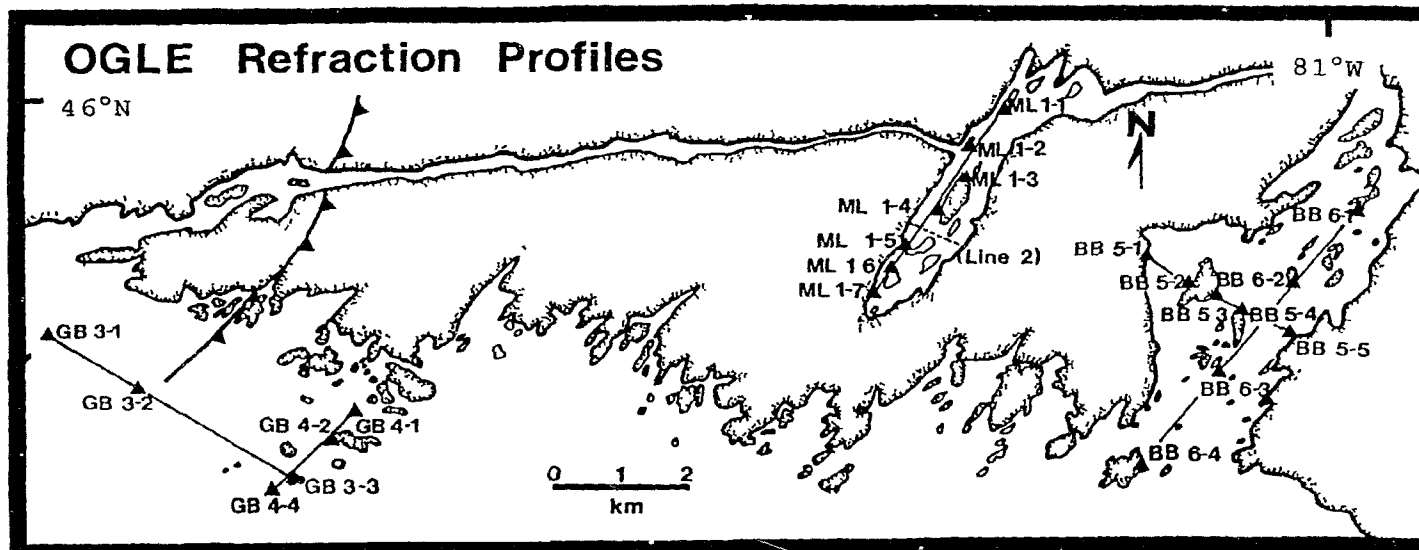 OGLE Refraction Profiles
46°N
81°W
N
ML 1-1
ML 1-2
ML 1-3
ML 1-4
ML 1-5
(Line 2)
ML 1 6
ML 1-7
BB 5-1
BB 5-2
BB 5 3
BB 5-4
BB 5-5
BB 6-1
BB 6-2
BB 6-3
BB 6-4
GB 3-1
GB 3-2
GB 4-2
GB 4-1
GB 3-3
GB 4-4
0 1 2
km